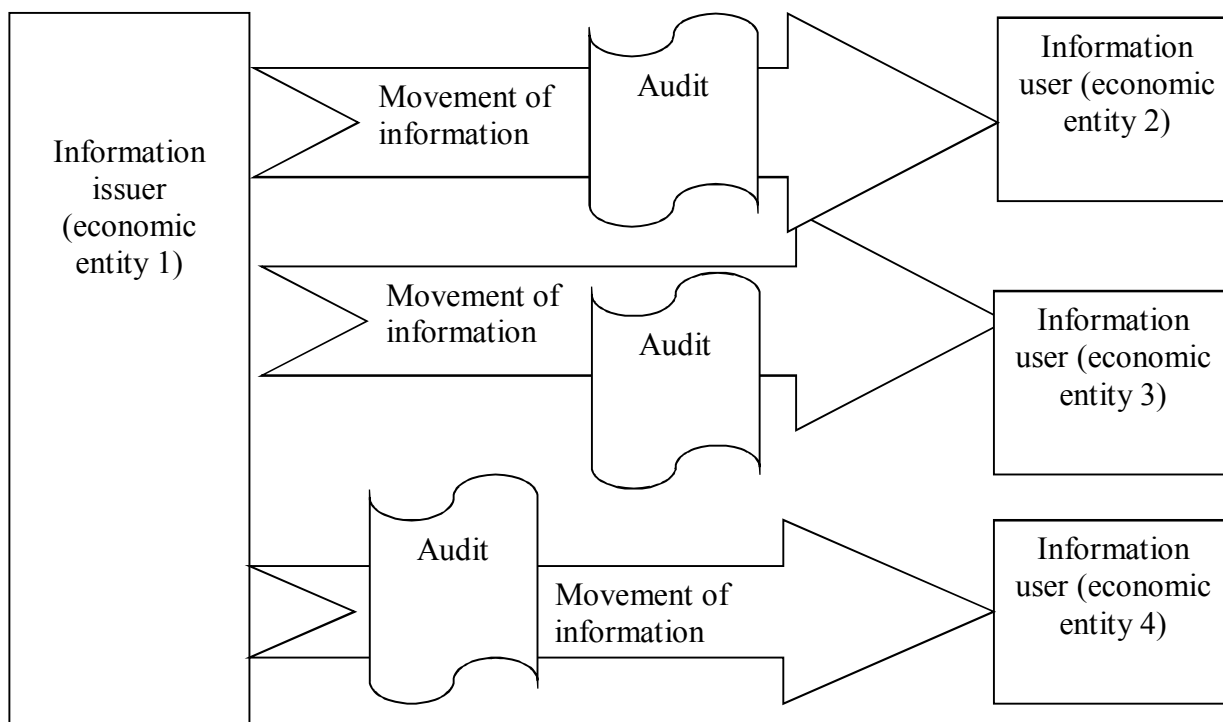 Information
issuer
(economic
entity 1)
Movement of
information
Audit
Information
user (economic
entity 2)
Movement of
information
Audit
Information
user (economic
entity 3)
Audit
Movement of
information
Information
user (economic
entity 4)